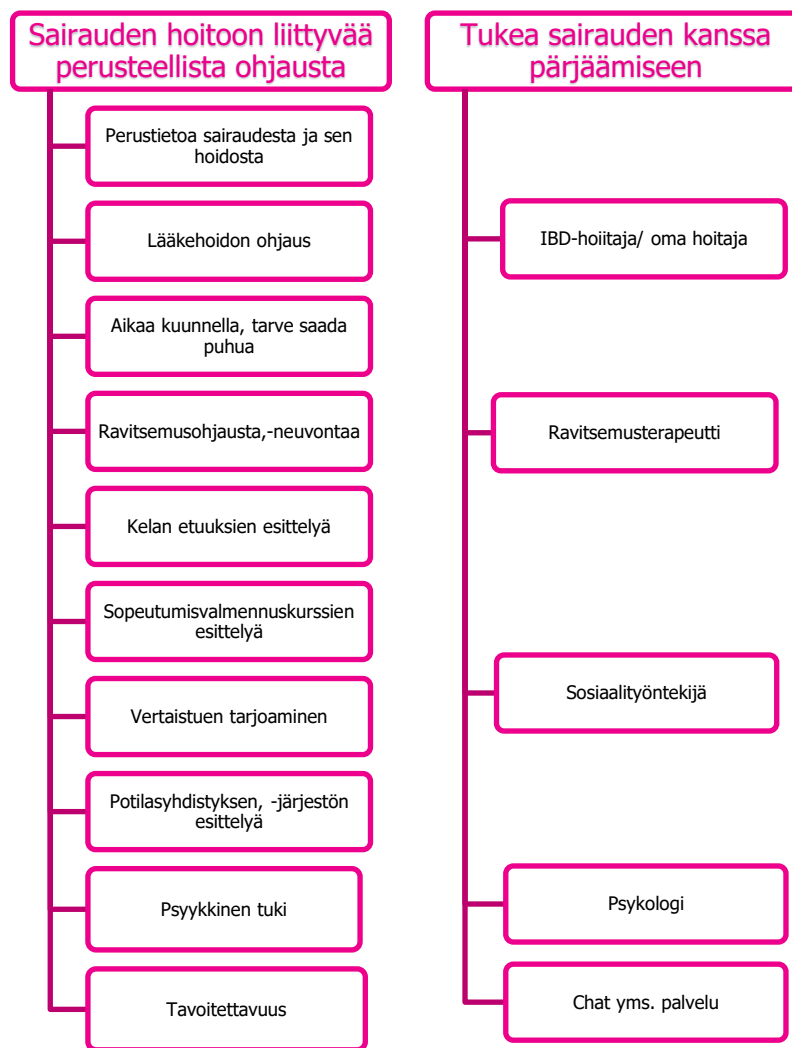 Sairauden hoitoon liittyvää
perusteellista ohjausta
Perustietoa sairaudesta ja sen
hoidosta
Lääkehoidon ohjaus
Aikaa kuunnella, tarve saada
puhua
Ravitsemusohjausta,-neuvontaa
Kelan etuuksien esittelyä
Sopeutumisvalmennuskurssien
esittelyä
Vertaistuen tarjoaminen
Potilasyhdistyksen, -järjestön
esittelyä
Psyykkinen tuki
Tavoitettavuus
Tukea sairauden kanssa
pärjäämiseen
IBD-hoiitaja/ oma hoitaja
Ravitsemusterapeutti
Sosiaalityöntekijä
Psykologi
Chat yms. palvelu